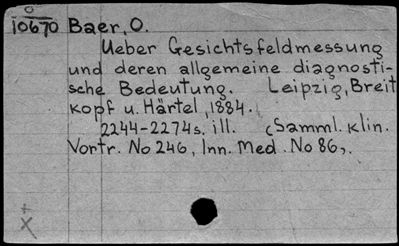 O
10670 Baer, O.
Ueber Gesichtsfeldmessung
und deren allgemeine diagnosti-
sche Bedeutung. Leipzig, Breit
kopf u. Härtel, 1884.
2244-2274s. ill. (Samml. klin.
Vortr. No 246, Inn. Med. No 86).
+
X